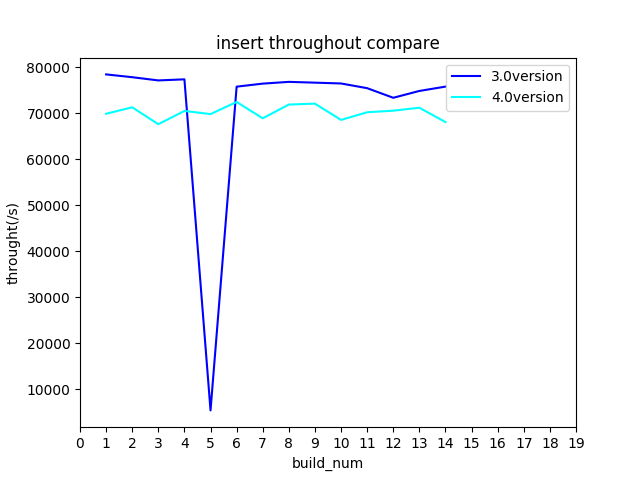 insert throughout compare
3.0version
4.0version
throught(/s)
80000
70000
60000
50000
40000
30000
20000
10000
0 1 2 3 4 5 6 7 8 9 10 11 12 13 14 15 16 17 18 19
build_num